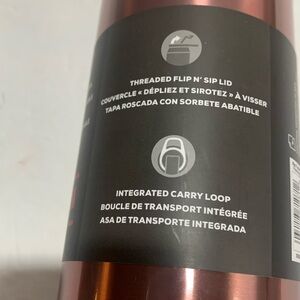 THREADED FLIP N' SIP LID
COUVERCLE « DÉPLIEZ ET SIROTEZ » À VISSER
TAPA ROSCADA CON SORBETE ABATIBLE
INTEGRATED CARRY LOOP
BOUCLE DE TRANSPORT INTÉGRÉE
ASA DE TRANSPORTE INTEGRADA